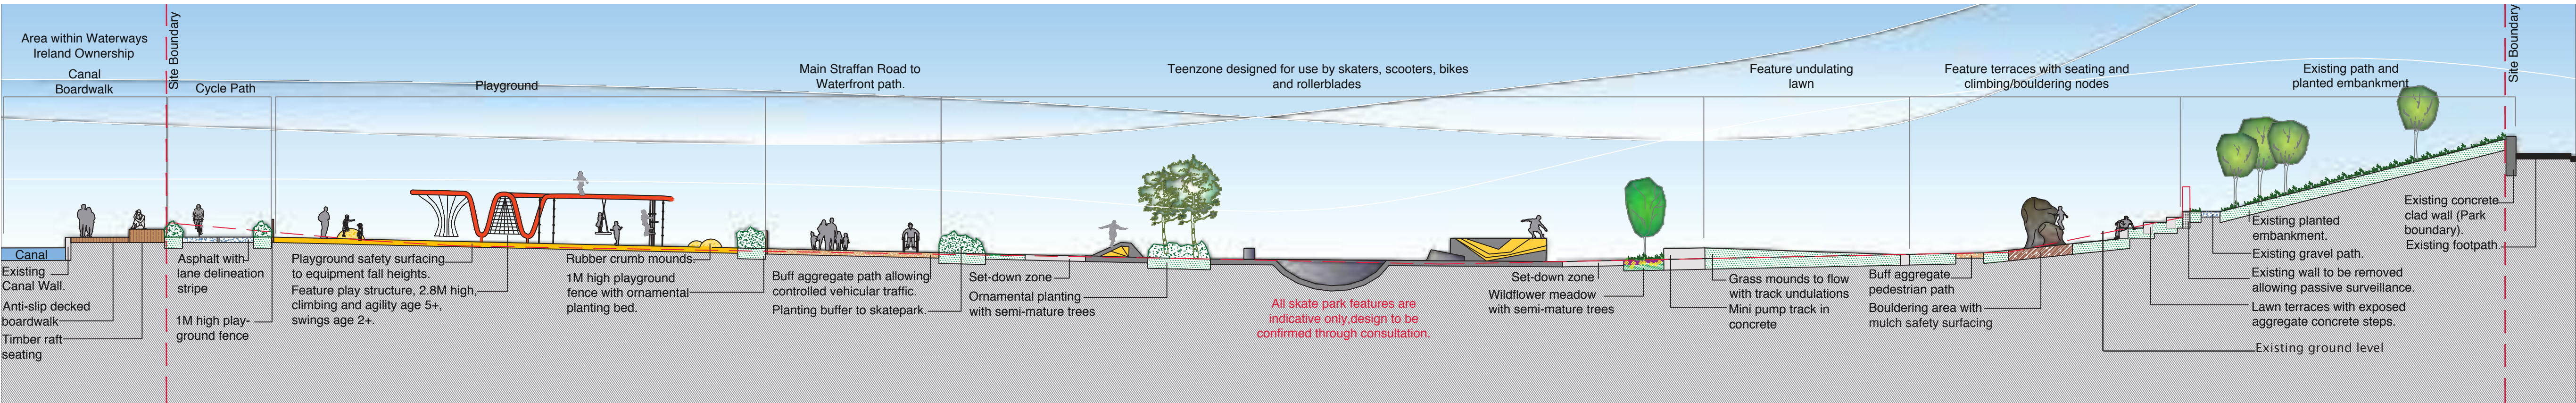 Area within Waterways
Ireland Ownership
Canal
Boardwalk
Site Boundary
Cycle Path
Playground
Main Straffan Road to
Waterfront path.
Teenzone designed for use by skaters, scooters, bikes
and rollerblades
Feature undulating
lawn
Feature terraces with seating and
climbing/bouldering nodes
Existing path and
planted embankment
Site Boundary
Canal
Existing
Canal Wall.
Anti-slip decked
boardwalk
Timber raft
seating
Asphalt with
lane delineation
stripe
1M high play-
ground fence
Playground safety surfacing
to equipment fall heights.
Feature play structure, 2.8M high,
climbing and agility age 5+,
swings age 2+.
Rubber crumb mounds.
1M high playground
fence with ornamental
planting bed.
Buff aggregate path allowing
controlled vehicular traffic.
Planting buffer to skatepark.
Set-down zone
Ornamental planting
with semi-mature trees
All skate park features are
indicative only,design to be
confirmed through consultation.
Set-down zone
Wildflower meadow
with semi-mature trees
Grass mounds to flow
with track undulations
Mini pump track in
concrete
Buff aggregate
pedestrian path
Bouldering area with
mulch safety surfacing
Existing planted
embankment.
Existing gravel path.
Existing wall to be removed
allowing passive surveillance.
Lawn terraces with exposed
aggregate concrete steps.
Existing ground level
Existing concrete
clad wall (Park
boundary).
Existing footpath.